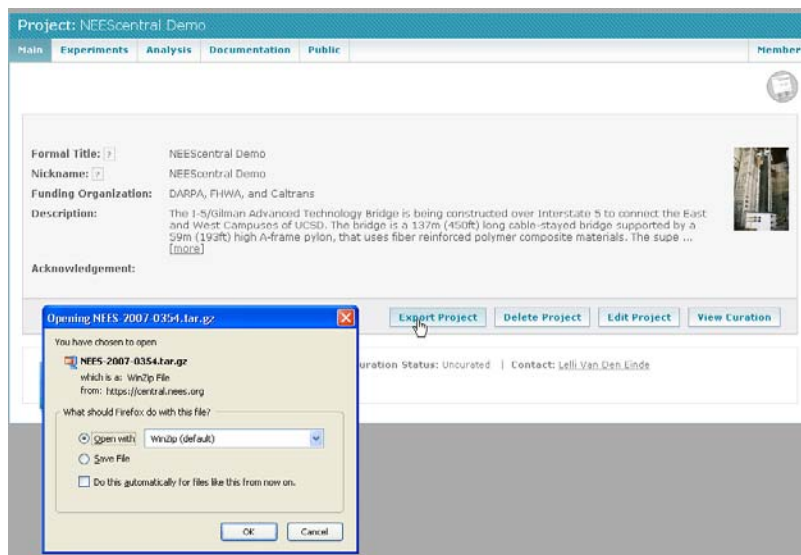 Project: NEEScentral Demo
Main Experiments Analysis Documentation Public Member
Formal Title: ? NEEScentral Demo
Nickname: ? NEEScentral Demo
Funding Organization: DARPA, FHWA, and Caltrans
Description: The I-5/Gilman Advanced Technology Bridge is being constructed over Interstate 5 to connect the East
and West Campuses of UCSD. The bridge is a 137m (450ft) long cable-stayed bridge supported by a
59m (193ft) high A-frame pylon, that uses fiber reinforced polymer composite materials. The supe ...
[more]
Acknowledgement:
Export Project Delete Project Edit Project View Curation
uration Status: Uncurated | Contact: Lelli Van Den Einde
Opening NEES-2007-0354.tar.gz
You have chosen to open
NEES-2007-0354.tar.gz
which is a: WinZip File
from: https://central.nees.org
What should Firefox do with this file?
Open with WinZip (default)
Save File
Do this automatically for files like this from now on.
OK Cancel